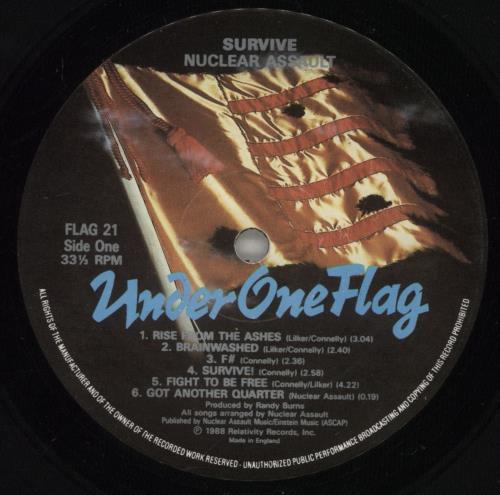 SURVIVE
NUCLEAR ASSAULT
FLAG 21
Side One
33⅓ RPM
Under One Flag
1. RISE FROM THE ASHES (Lilker/Connelly) (3.04)
2. BRAINWASHED (Lilker/Connelly) (2.40)
3. F# (Connelly) (2.36)
4. SURVIVE! (Connelly) (2.58)
5. FIGHT TO BE FREE (Connelly/Lilker) (4.22)
6. GOT ANOTHER QUARTER (Nuclear Assault) (0.19)
Produced by Randy Burns
All songs arranged by Nuclear Assault
Published by Nuclear Assault Music/Einstein Music (ASCAP)
℗ 1988 Relativity Records, Inc.
Made in England
ALL RIGHTS OF THE MANUFACTURER AND OF THE OWNER OF THE RECORDED WORK RESERVED - UNAUTHORIZED PUBLIC PERFORMANCE BROADCASTING AND COPYING OF THIS RECORD PROHIBITED